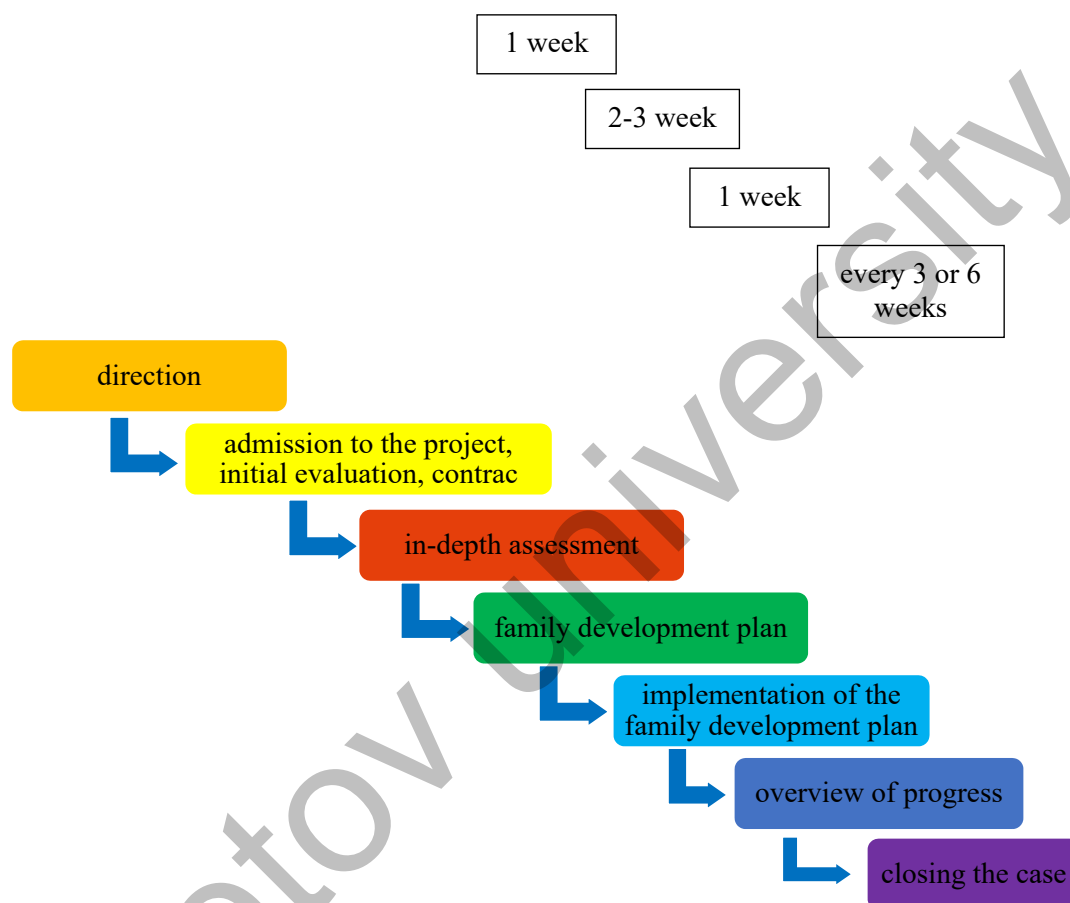 1 week
2-3 week
1 week
every 3 or 6
weeks
direction
admission to the project,
initial evaluation, contrac
in-depth assessment
family development plan
implementation of the
family development plan
overview of progress
closing the case
etov university